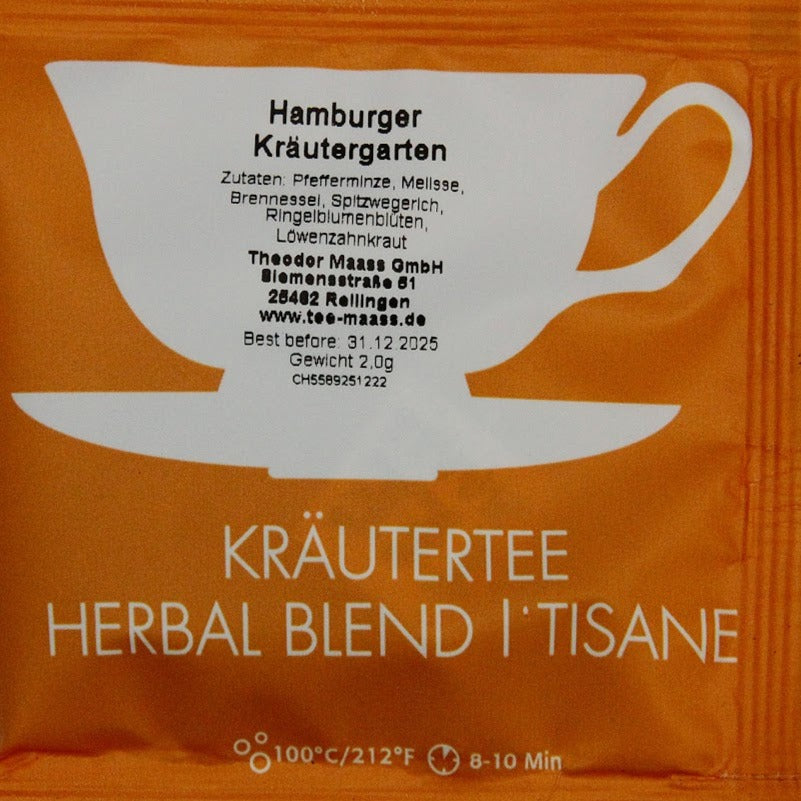 Hamburger
Kräutergarten
Zutaten: Pfefferminze, Melisse,
Brennessel, Spitzwegerich,
Ringelblumenblüten,
Löwenzahnkraut
Theodor Maass GmbH
Siemensstraße 51
25462 Rellingen
www.tee-maass.de
Best before: 31.12.2025
Gewicht 2,0g
CH5589251222
KRÄUTERTEE
HERBAL BLEND | TISANE
100°C/212°F 8-10 Min